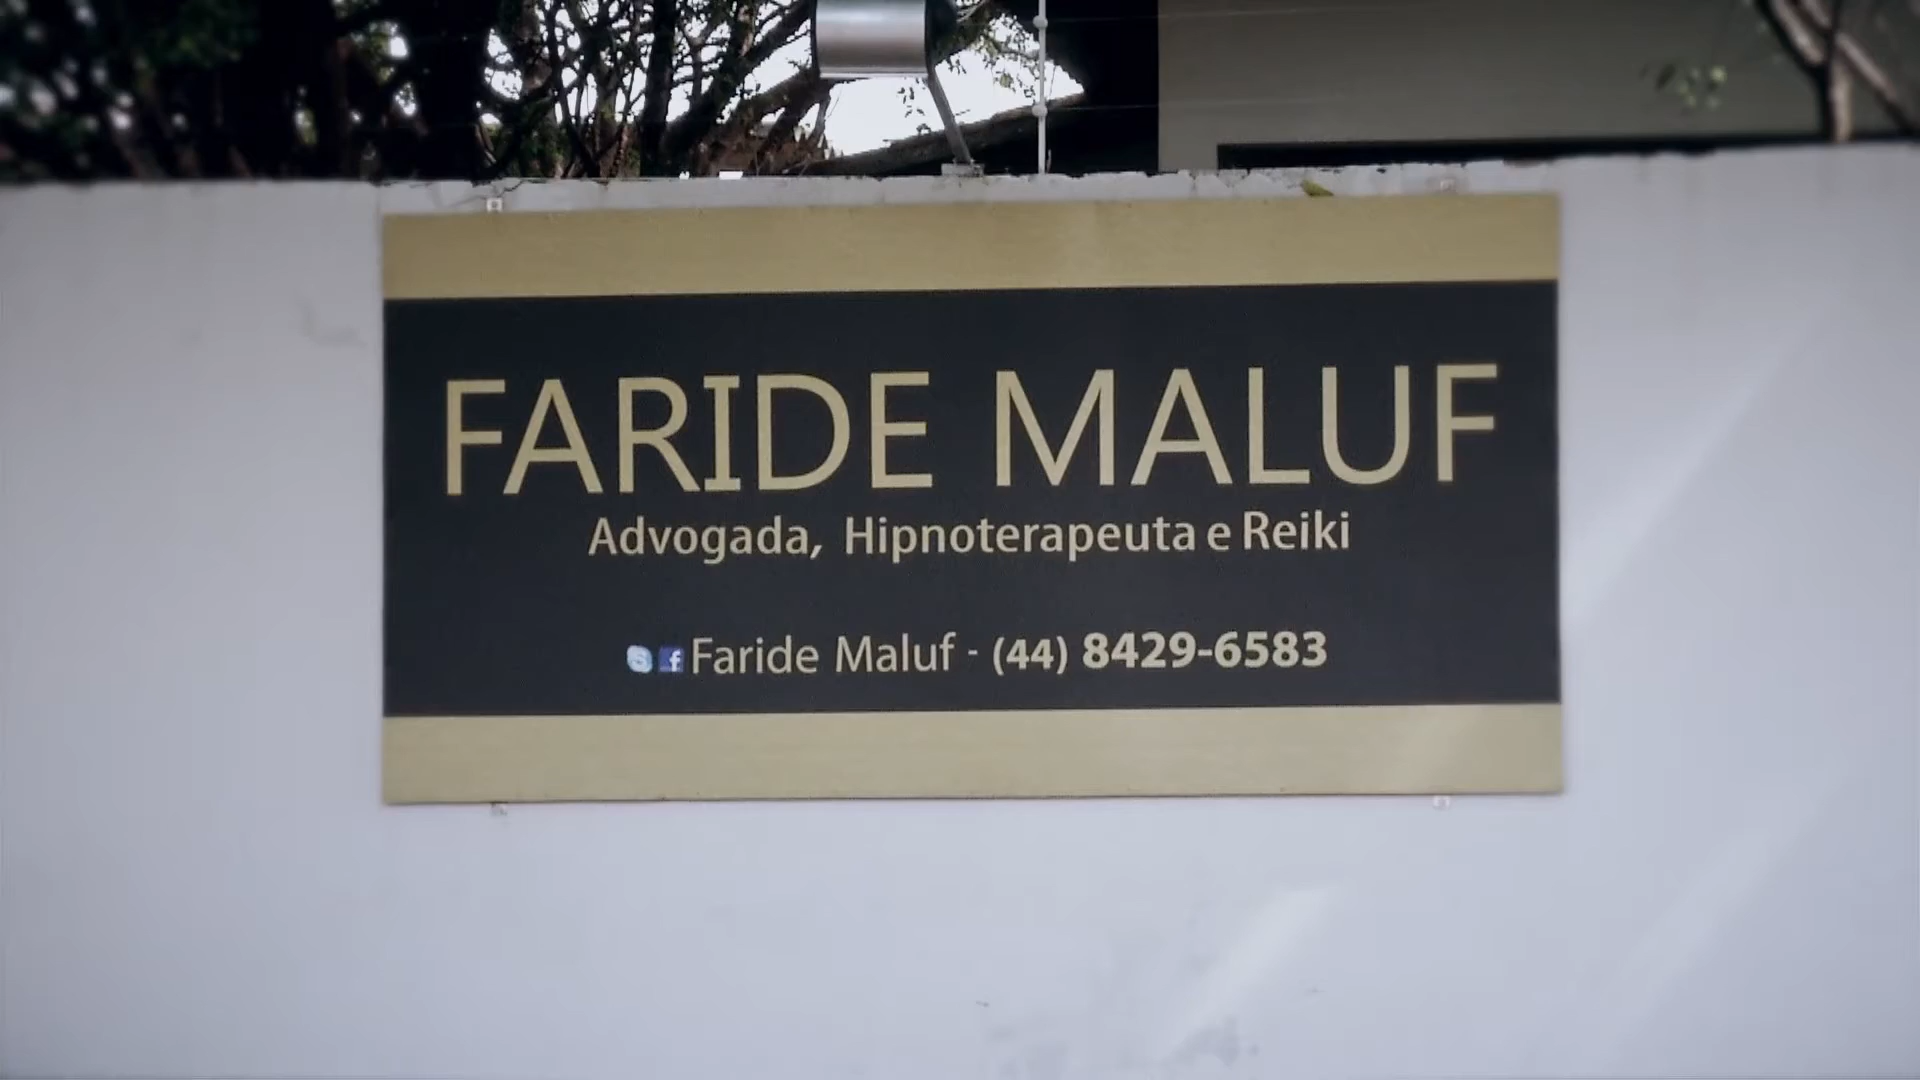 FARIDE MALUF
Advogada, Hipnoterapeuta e Reiki
Faride Maluf - (44) 8429-6583